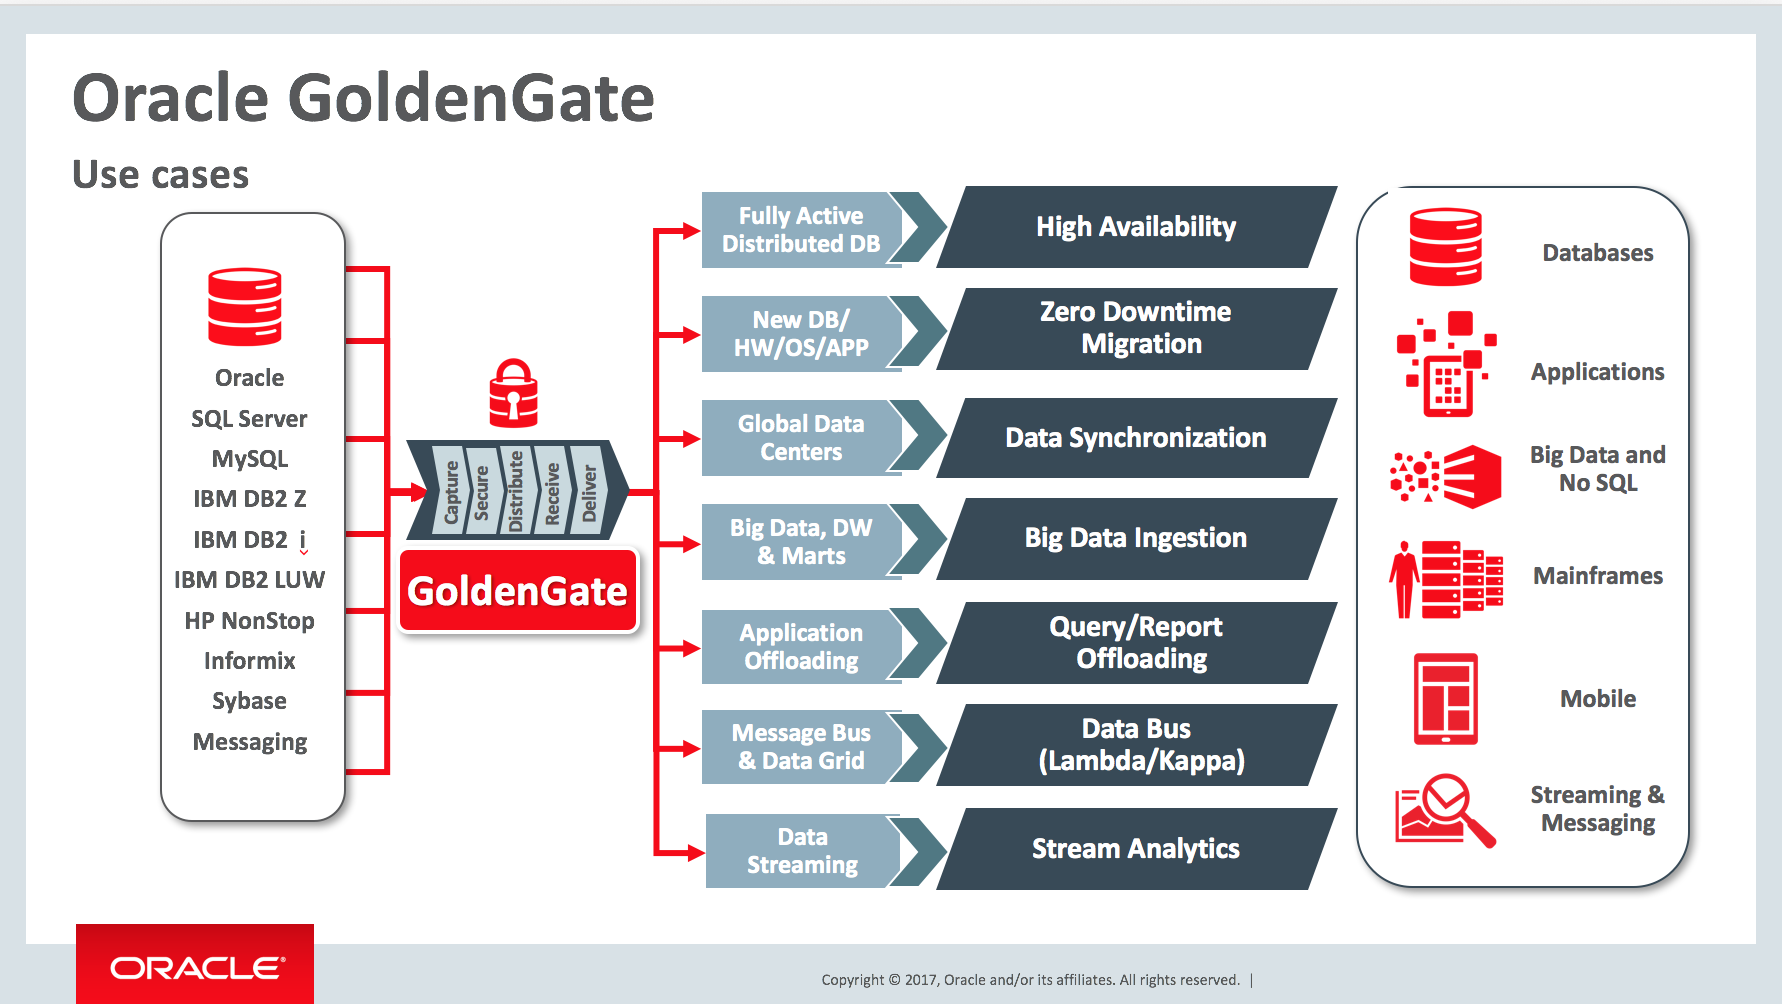 Oracle GoldenGate
Use cases
Oracle
SQL Server
MySQL
IBM DB2 Z
IBM DB2 i
IBM DB2 LUW
HP NonStop
Informix
Sybase
Messaging
Capture
Secure
Distribute
Receive
Deliver
GoldenGate
Fully Active
Distributed DB
High Availability
New DB/
HW/OS/APP
Zero Downtime
Migration
Global Data
Centers
Data Synchronization
Big Data, DW
& Marts
Big Data Ingestion
Application
Offloading
Query/Report
Offloading
Message Bus
& Data Grid
Data Bus
(Lambda/Kappa)
Data
Streaming
Stream Analytics
Databases
Applications
Big Data and
No SQL
Mainframes
Mobile
Streaming &
Messaging
ORACLE®
Copyright © 2017, Oracle and/or its affiliates. All rights reserved. |